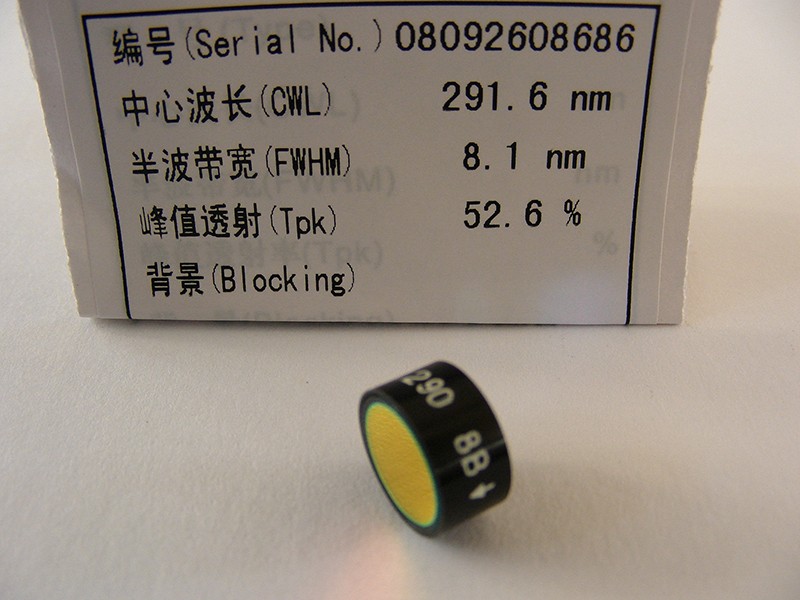 编号(Serial No.) 08092608686
中心波长(CWL) 291.6 nm
半波带宽(FWHM) 8.1 nm
峰值透射(Tpk) 52.6 %
背景(Blocking)
290 8B